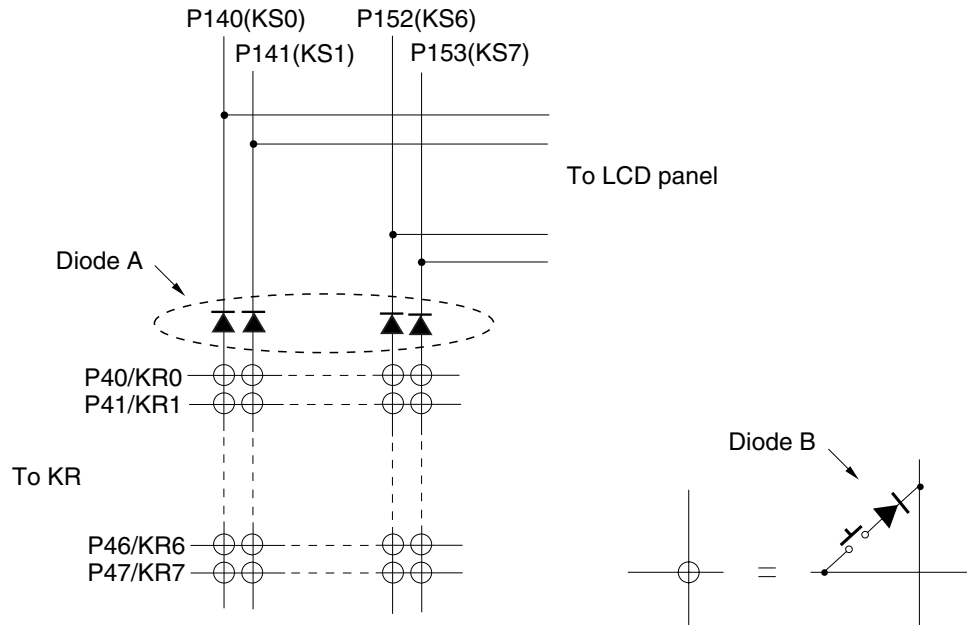 P140(KS0) P152(KS6)
P141(KS1) P153(KS7)
To LCD panel
Diode A
P40/KR0
P41/KR1
Diode B
To KR
P46/KR6
P47/KR7
=